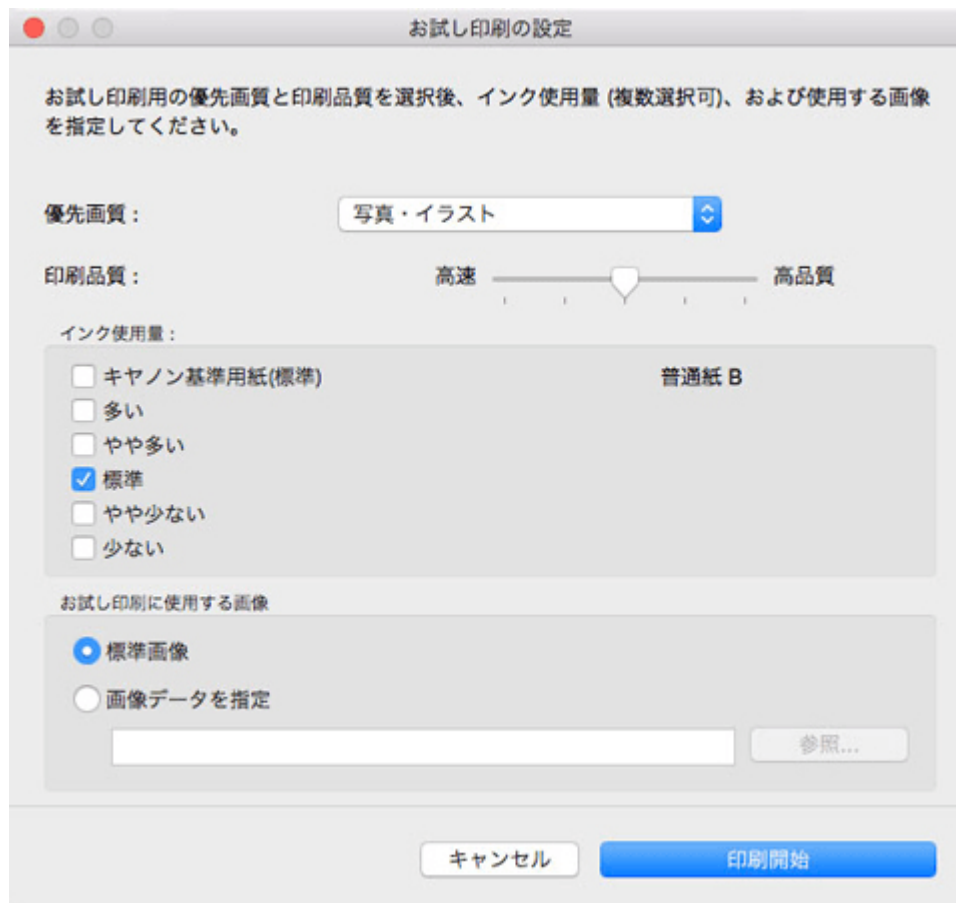 お試し印刷の設定
お試し印刷用の優先画質と印刷品質を選択後、インク使用量 (複数選択可)、および使用する画像
を指定してください。
優先画質： 写真・イラスト
印刷品質： 高速 高品質
インク使用量：
キヤノン基準用紙(標準) 普通紙 B
多い
やや多い
標準
やや少ない
少ない
お試し印刷に使用する画像
標準画像
画像データを指定
参照...
キャンセル 印刷開始